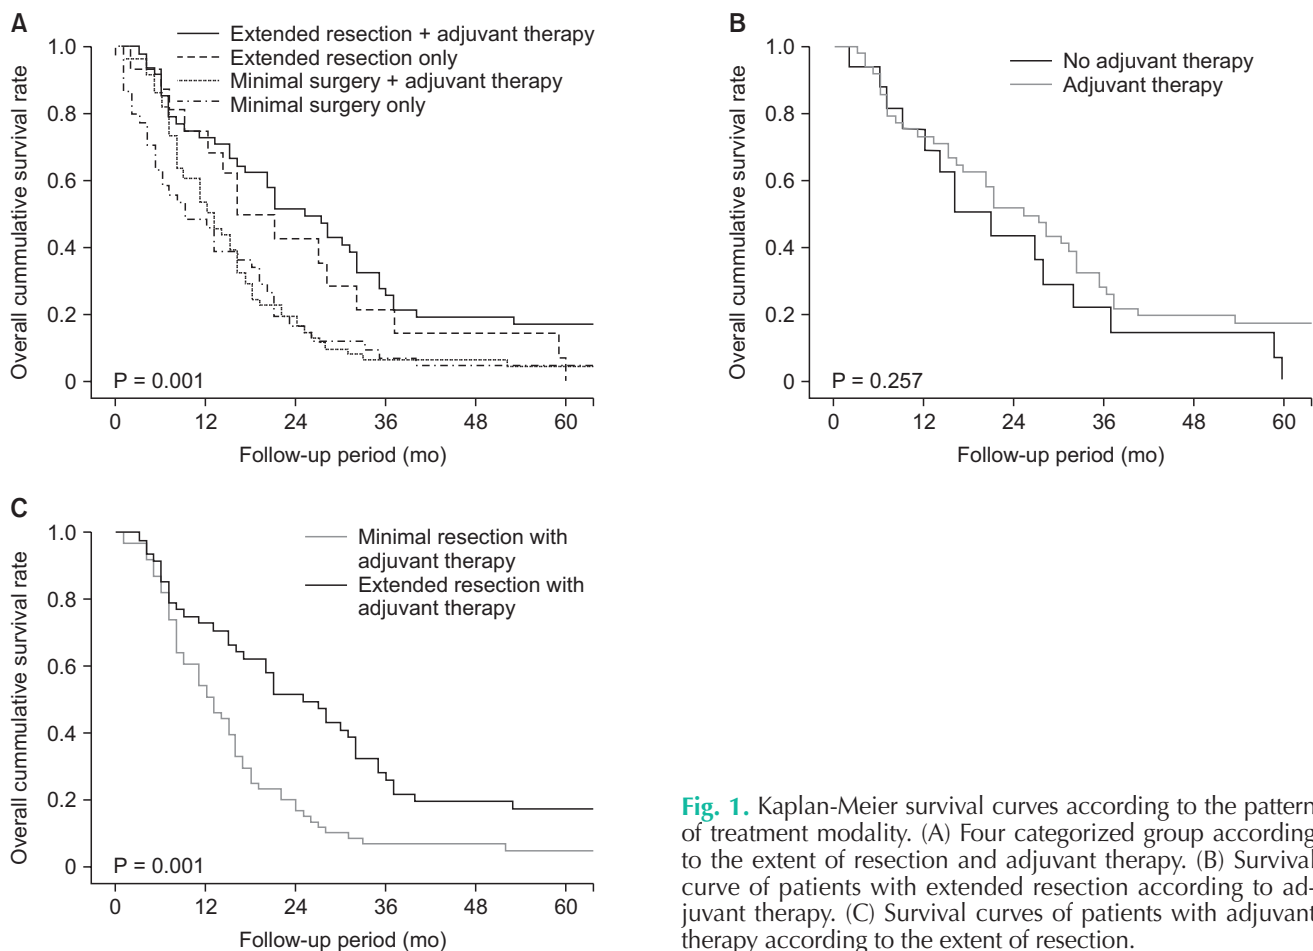 A
Extended resection + adjuvant therapy
Extended resection only
Minimal surgery + adjuvant therapy
Minimal surgery only
Overall cummulative survival rate
1.0
0.8
0.6
0.4
0.2
0
P = 0.001
0 12 24 36 48 60
Follow-up period (mo)
B
No adjuvant therapy
Adjuvant therapy
Overall cummulative survival rate
1.0
0.8
0.6
0.4
0.2
0
P = 0.257
0 12 24 36 48 60
Follow-up period (mo)
C
Minimal resection with
adjuvant therapy
Extended resection with
adjuvant therapy
Overall cummulative survival rate
1.0
0.8
0.6
0.4
0.2
0
P = 0.001
0 12 24 36 48 60
Follow-up period (mo)
Fig. 1. Kaplan-Meier survival curves according to the pattern
of treatment modality. (A) Four categorized group according
to the extent of resection and adjuvant therapy. (B) Survival
curve of patients with extended resection according to ad-
juvant therapy. (C) Survival curves of patients with adjuvant
therapy according to the extent of resection.